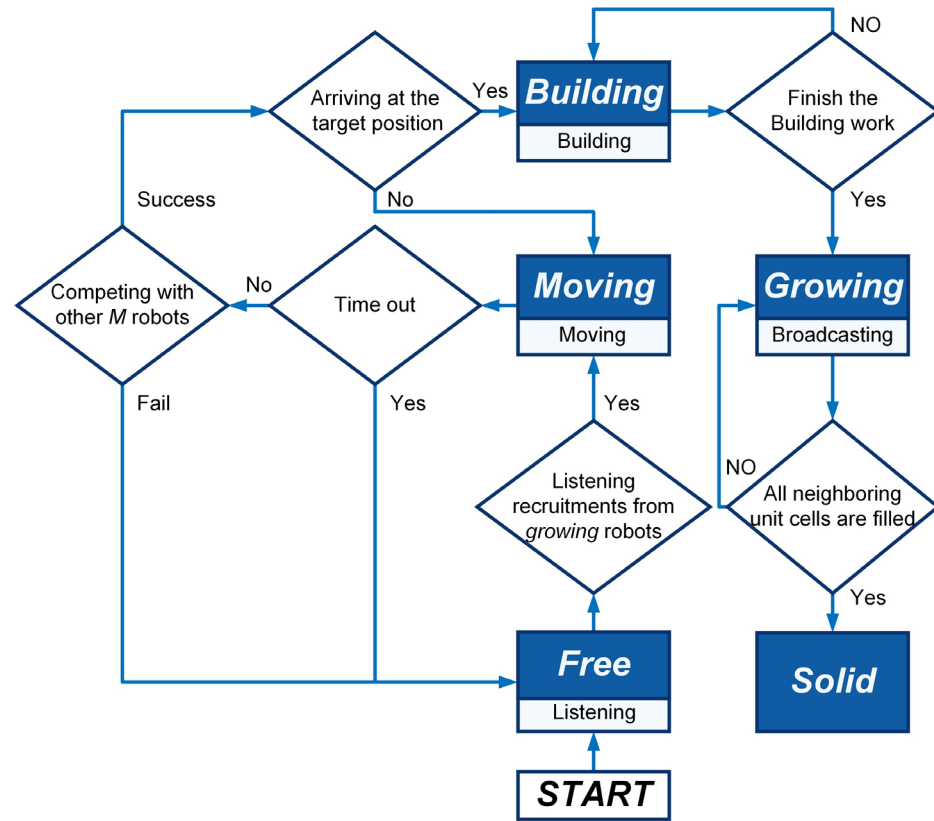 NO
Arriving at the
target position
Yes
Building
Building
Finish the
Building work
Success
No
Yes
Competing with
other M robots
No
Time out
Moving
Moving
Growing
Broadcasting
Fail
Yes
Yes
Listening
recruitments from
growing robots
NO
All neighboring
unit cells are filled
Yes
Free
Listening
Solid
START